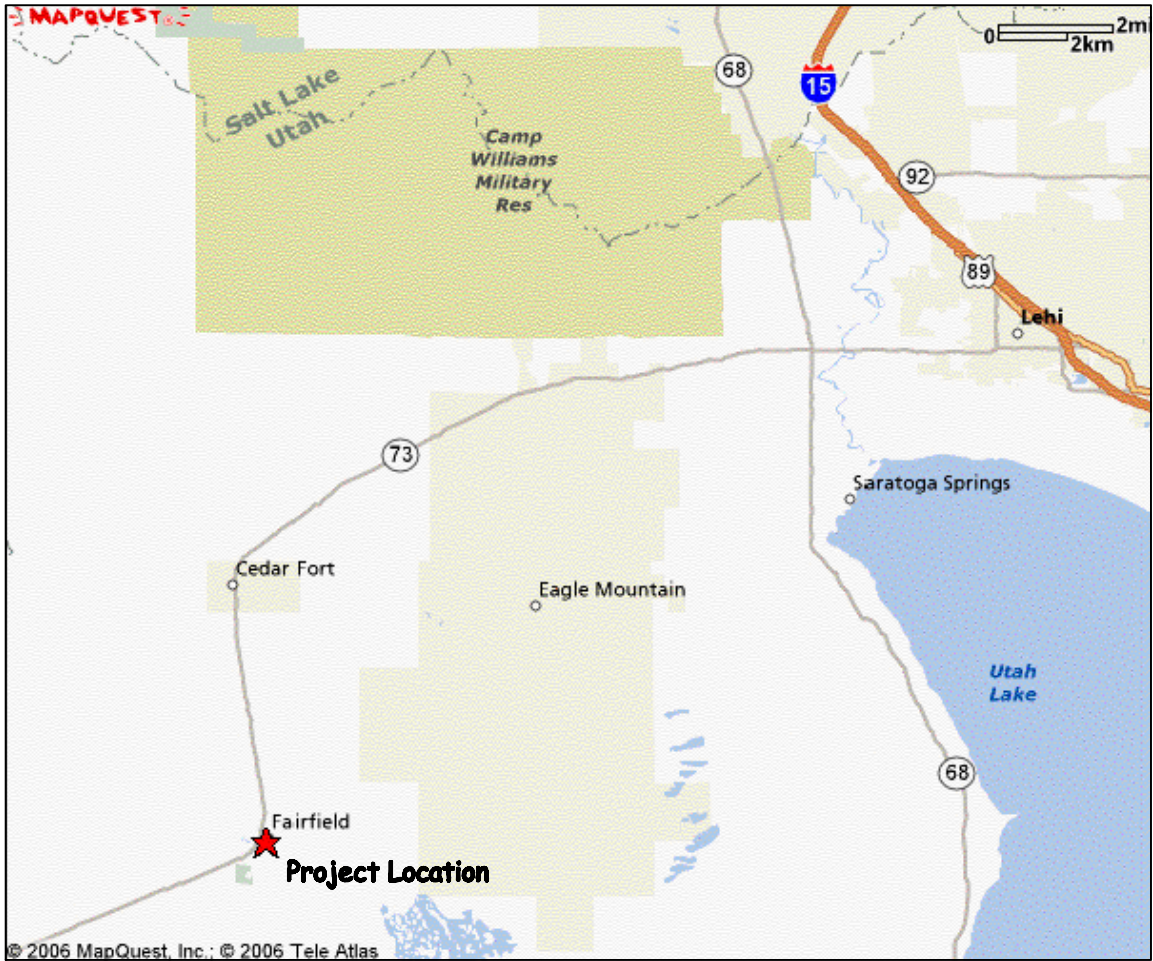 MAPQUEST
0
2mi
2km
68
15
Salt Lake
Utah
Camp
Williams
Military
Res
92
89
Lehi
73
Saratoga Springs
Cedar Fort
Eagle Mountain
Utah
Lake
68
Fairfield
Project Location
© 2006 MapQuest, Inc.; © 2006 Tele Atlas